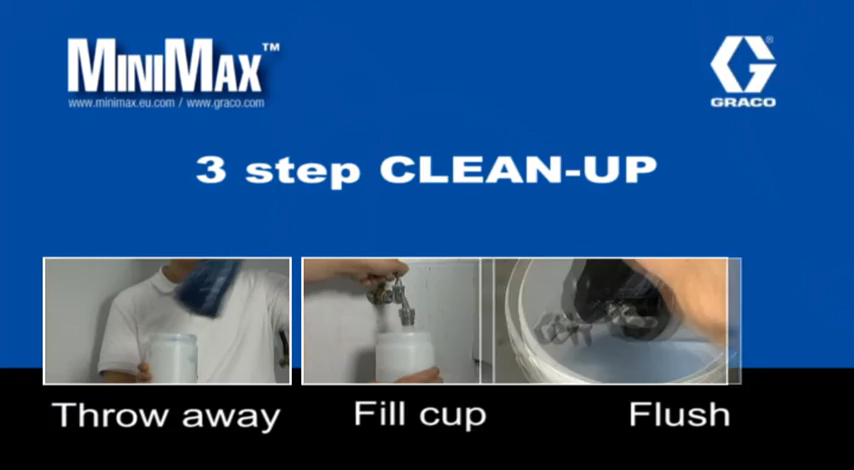 MINIMAX™
www.minimax.eu.com / www.graco.com
GRACO®
3 step CLEAN-UP
Throw away
Fill cup
Flush